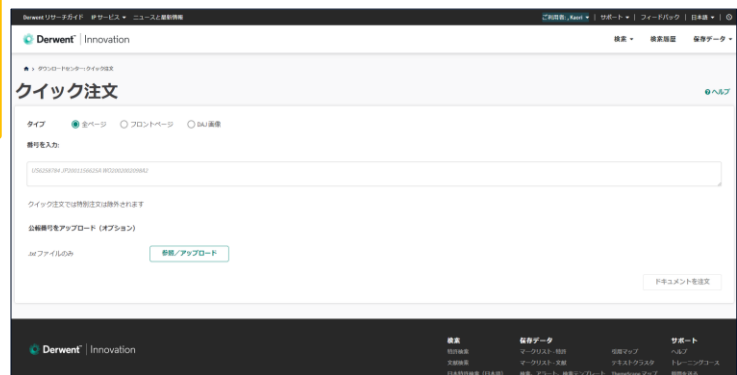 Derwent リサーチガイド IPサービス ニュースと最新情報
ご利用者:, Kaori | サポート | フィードバック | 日本語
Derwent™ | Innovation
検索 検索履歴 保存データ
ダウンロードセンター: クイック注文
クイック注文
ヘルプ
タイプ 全ページ フロントページ DAJ 画像
番号を入力:
クイック注文では特別注文は除外されます
公報番号をアップロード（オプション）
.txt ファイルのみ 参照／アップロード
ドキュメントを注文
Derwent™ | Innovation
検索 保存データ サポート
特許検索 マークリスト - 特許 引用マップ ヘルプ
文献検索 マークリスト - 文献 テキストクラスタ トレーニングコース